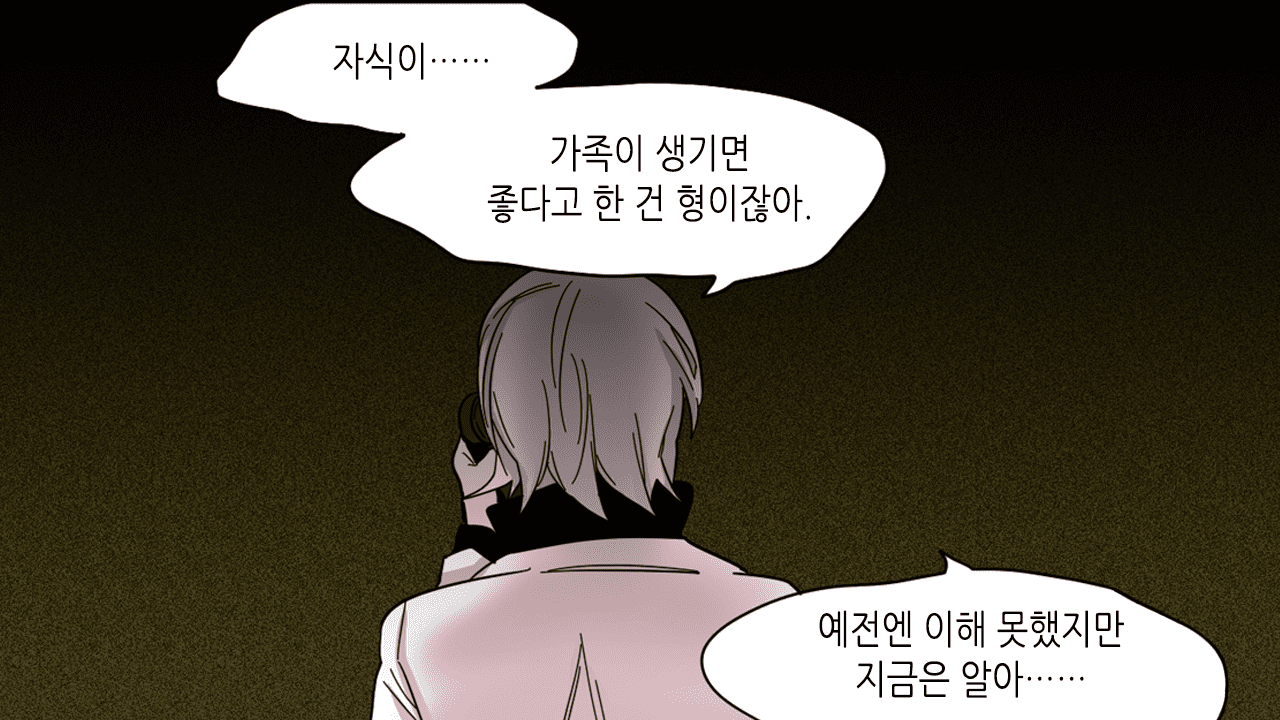 자식이……
가족이 생기면
좋다고 한 건 형이잖아.
예전엔 이해 못했지만
지금은 알아……